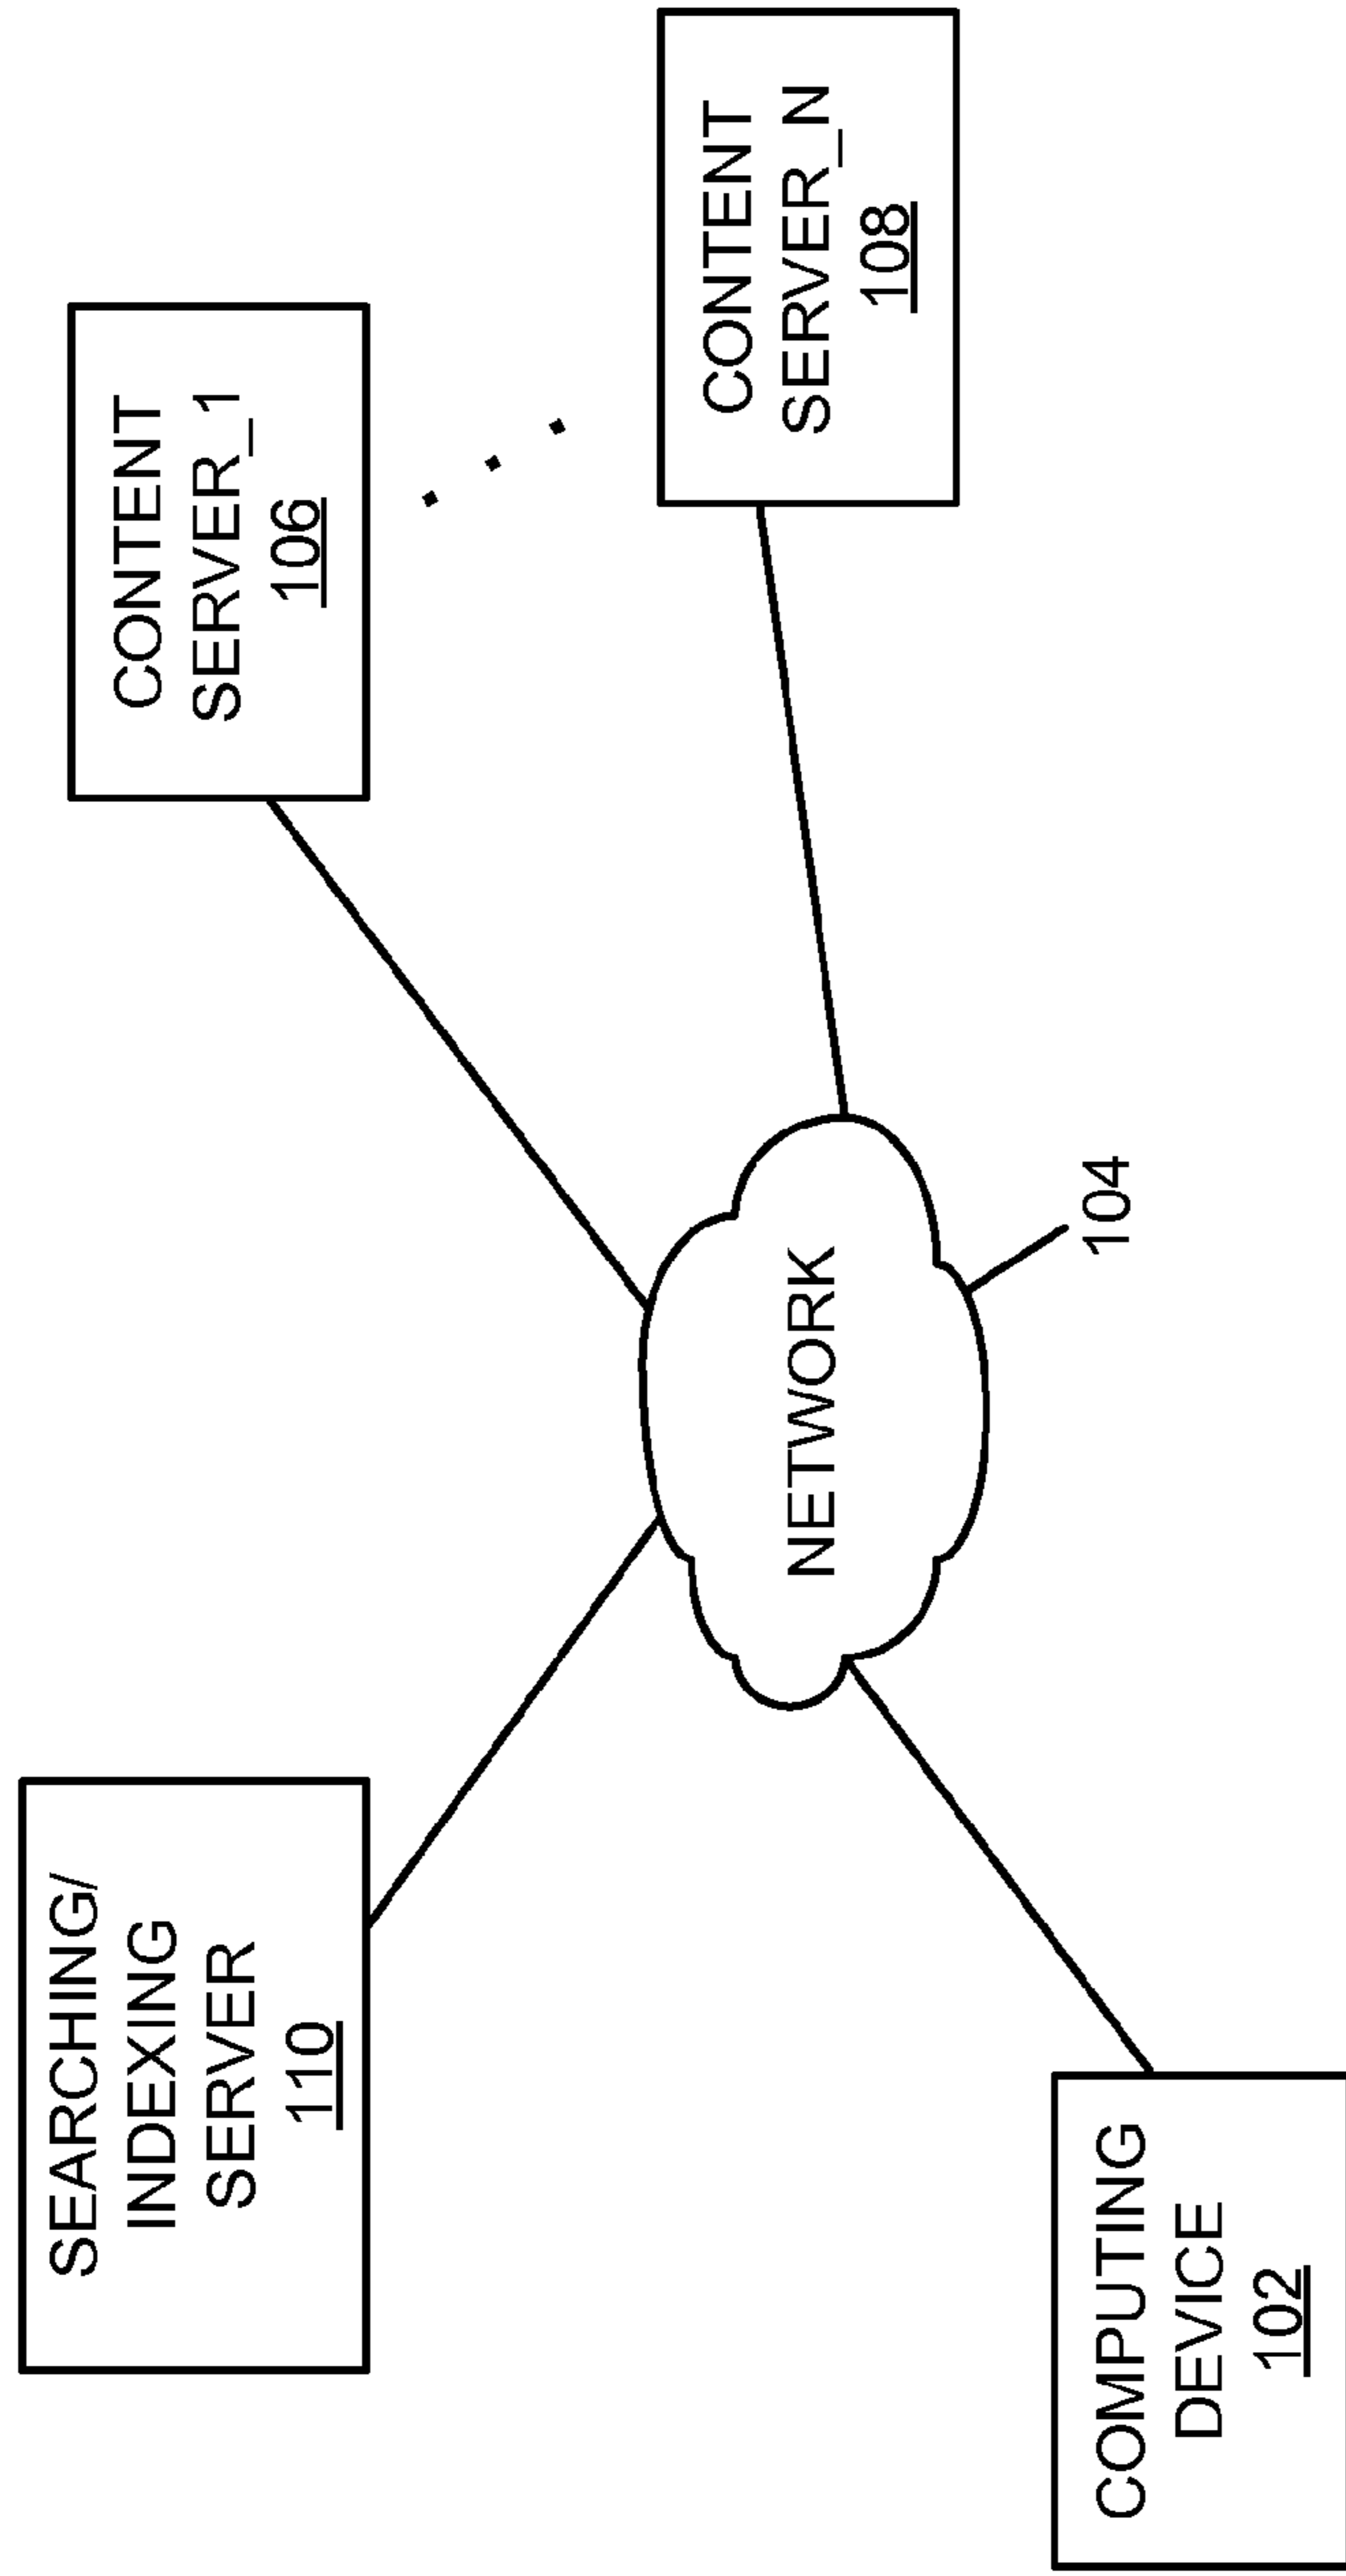 SEARCHING/
INDEXING
SERVER
110
CONTENT
SERVER_1
106
CONTENT
SERVER_N
108
NETWORK
104
COMPUTING
DEVICE
102